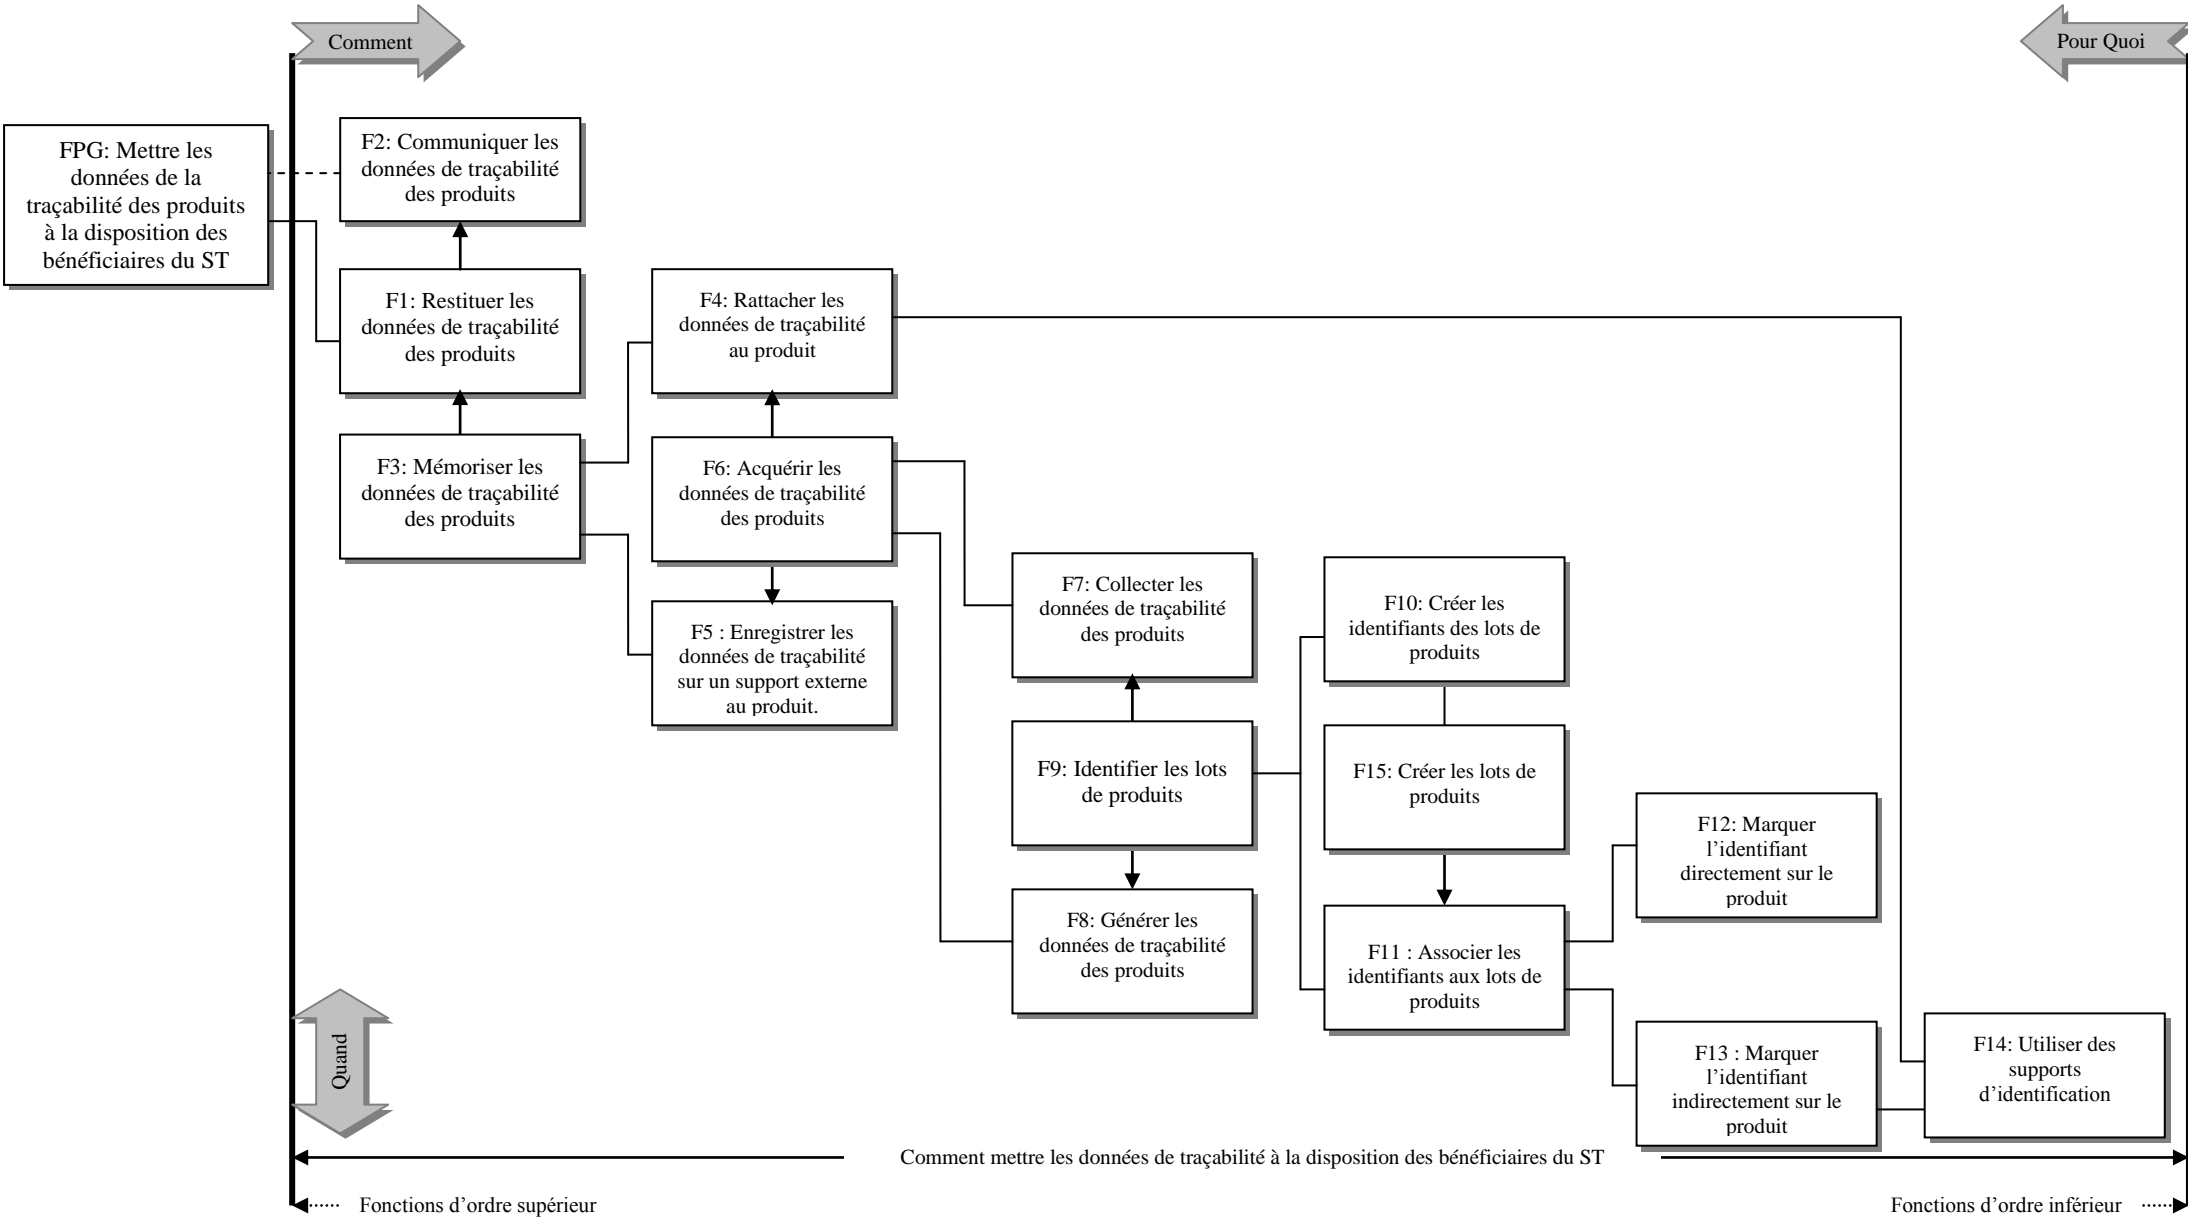 Comment
Pour Quoi
FPG: Mettre les
données de la
traçabilité des produits
à la disposition des
bénéficiaires du ST
F2: Communiquer les
données de traçabilité
des produits
F1: Restituer les
données de traçabilité
des produits
F3: Mémoriser les
données de traçabilité
des produits
F4: Rattacher les
données de traçabilité
au produit
F6: Acquérir les
données de traçabilité
des produits
F5 : Enregistrer les
données de traçabilité
sur un support externe
au produit.
F7: Collecter les
données de traçabilité
des produits
F9: Identifier les lots
de produits
F8: Générer les
données de traçabilité
des produits
F10: Créer les
identifiants des lots de
produits
F15: Créer les lots de
produits
F11 : Associer les
identifiants aux lots de
produits
F12: Marquer
l’identifiant
directement sur le
produit
F13 : Marquer
l’identifiant
indirectement sur le
produit
F14: Utiliser des
supports
d’identification
Quand
Comment mettre les données de traçabilité à la disposition des bénéficiaires du ST
Fonctions d’ordre supérieur
Fonctions d’ordre inférieur